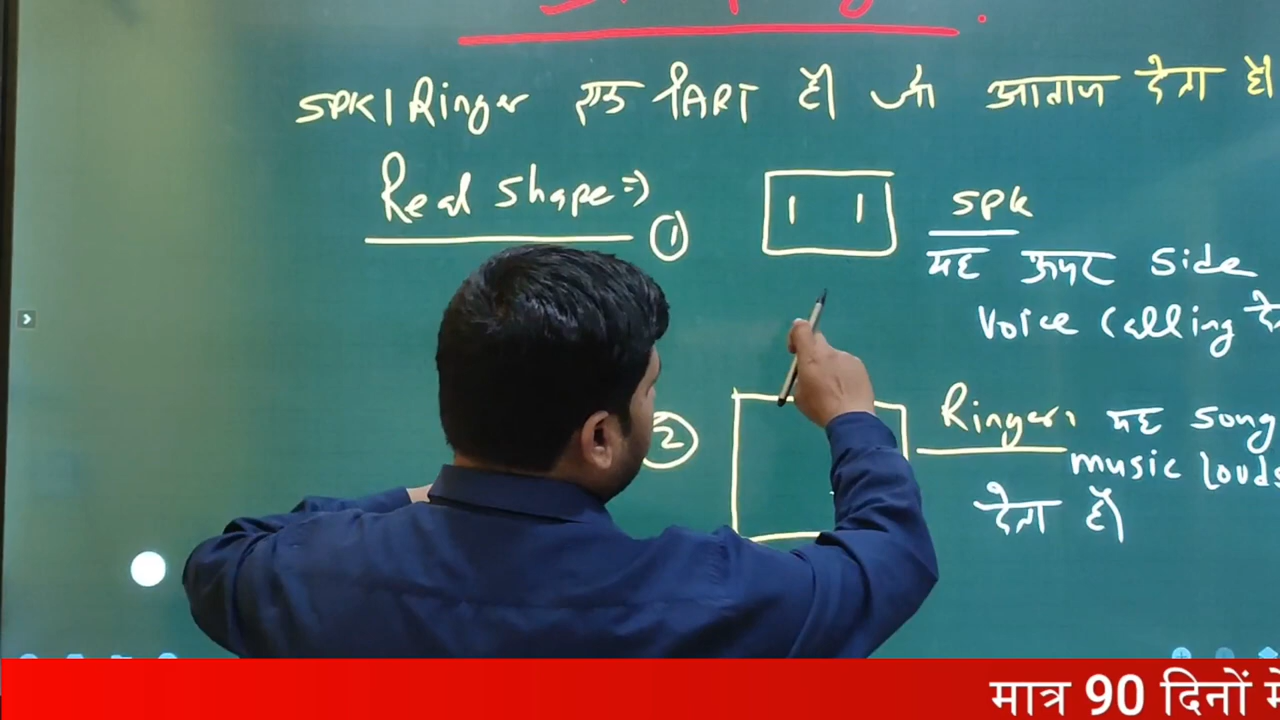 SPK| Ringer एक PART है। जो आवाज देता है।
Real shape =>
① SPK
यह ऊपर Side
Voice Calling
② Ringer: यह Song
music
देता है।
मात्र 90 दिनों में